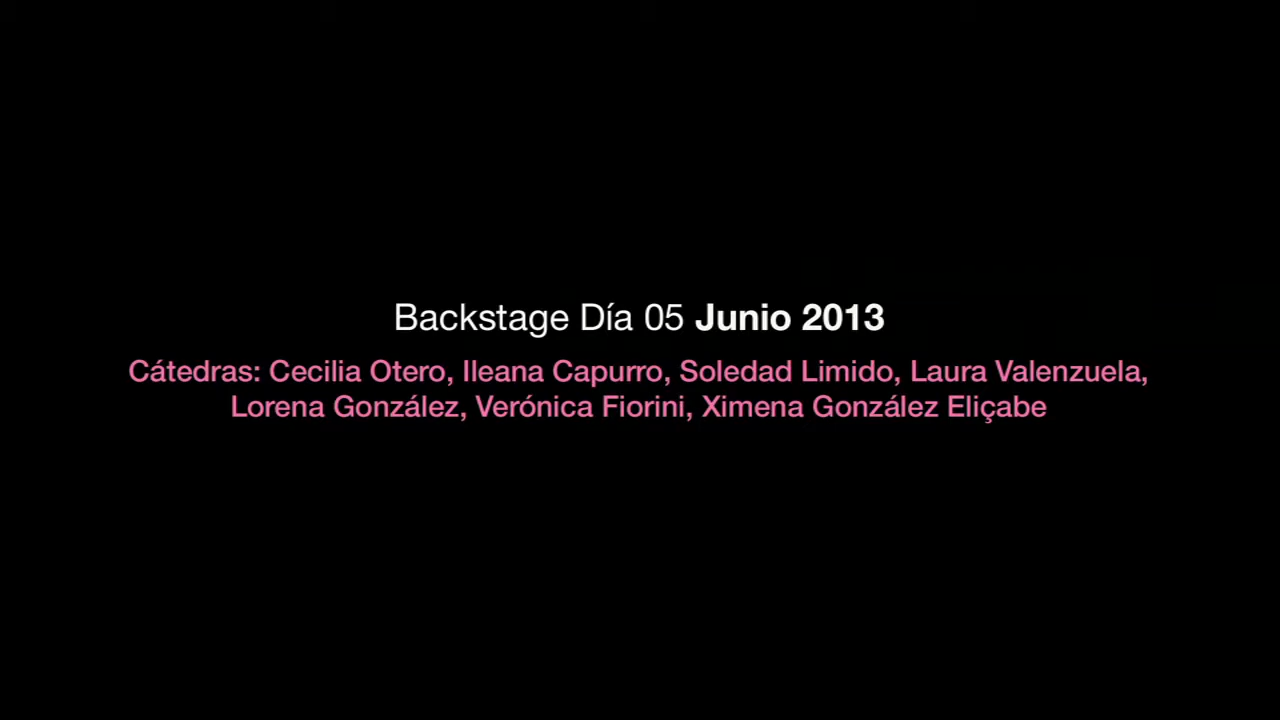 Backstage Día 05 Junio 2013
Cátedras: Cecilia Otero, Ileana Capurro, Soledad Limido, Laura Valenzuela,
Lorena González, Verónica Fiorini, Ximena González Eliçabe